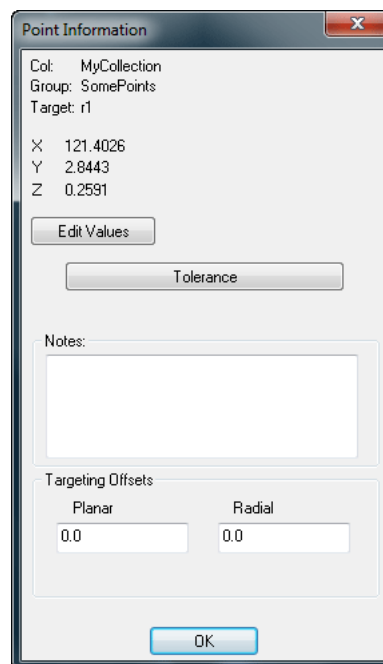 Point Information
Col: MyCollection
Group: SomePoints
Target: r1
X 121.4026
Y 2.8443
Z 0.2591
Edit Values
Tolerance
Notes:
Targeting Offsets
Planar Radial
0.0 0.0
OK